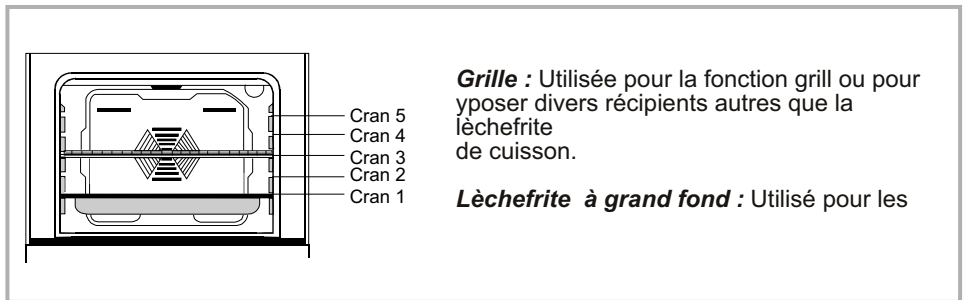 Cran 5
Cran 4
Cran 3
Cran 2
Cran 1
Grille : Utilisée pour la fonction grill ou pour
yposer divers récipients autres que la
lèchefrite
de cuisson.
Lèchefrite à grand fond : Utilisé pour les